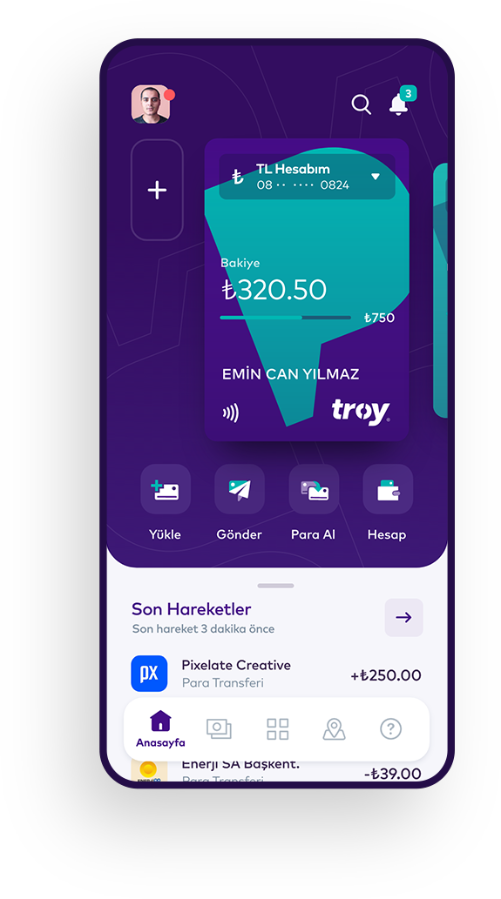 3
TL Hesabım
08 ·· ···· 0824
Bakiye
₺320.50
₺750
EMİN CAN YILMAZ
troy
Yükle
Gönder
Para Al
Hesap
Son Hareketler
Son hareket 3 dakika önce
px
Pixelate Creative
+₺250.00
Para Transferi
Anasayfa
Enerji SA Başkent.
-₺39.00
Para Transferi